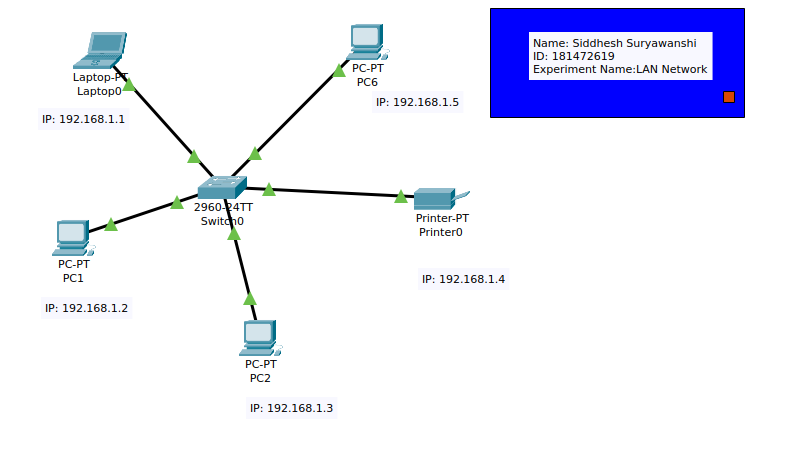 Name: Siddhesh Suryawanshi
ID: 181472619
Experiment Name:LAN Network
Laptop-PT
Laptop0
IP: 192.168.1.1
PC-PT
PC6
IP: 192.168.1.5
2960-24TT
Switch0
Printer-PT
Printer0
IP: 192.168.1.4
PC-PT
PC1
IP: 192.168.1.2
PC-PT
PC2
IP: 192.168.1.3